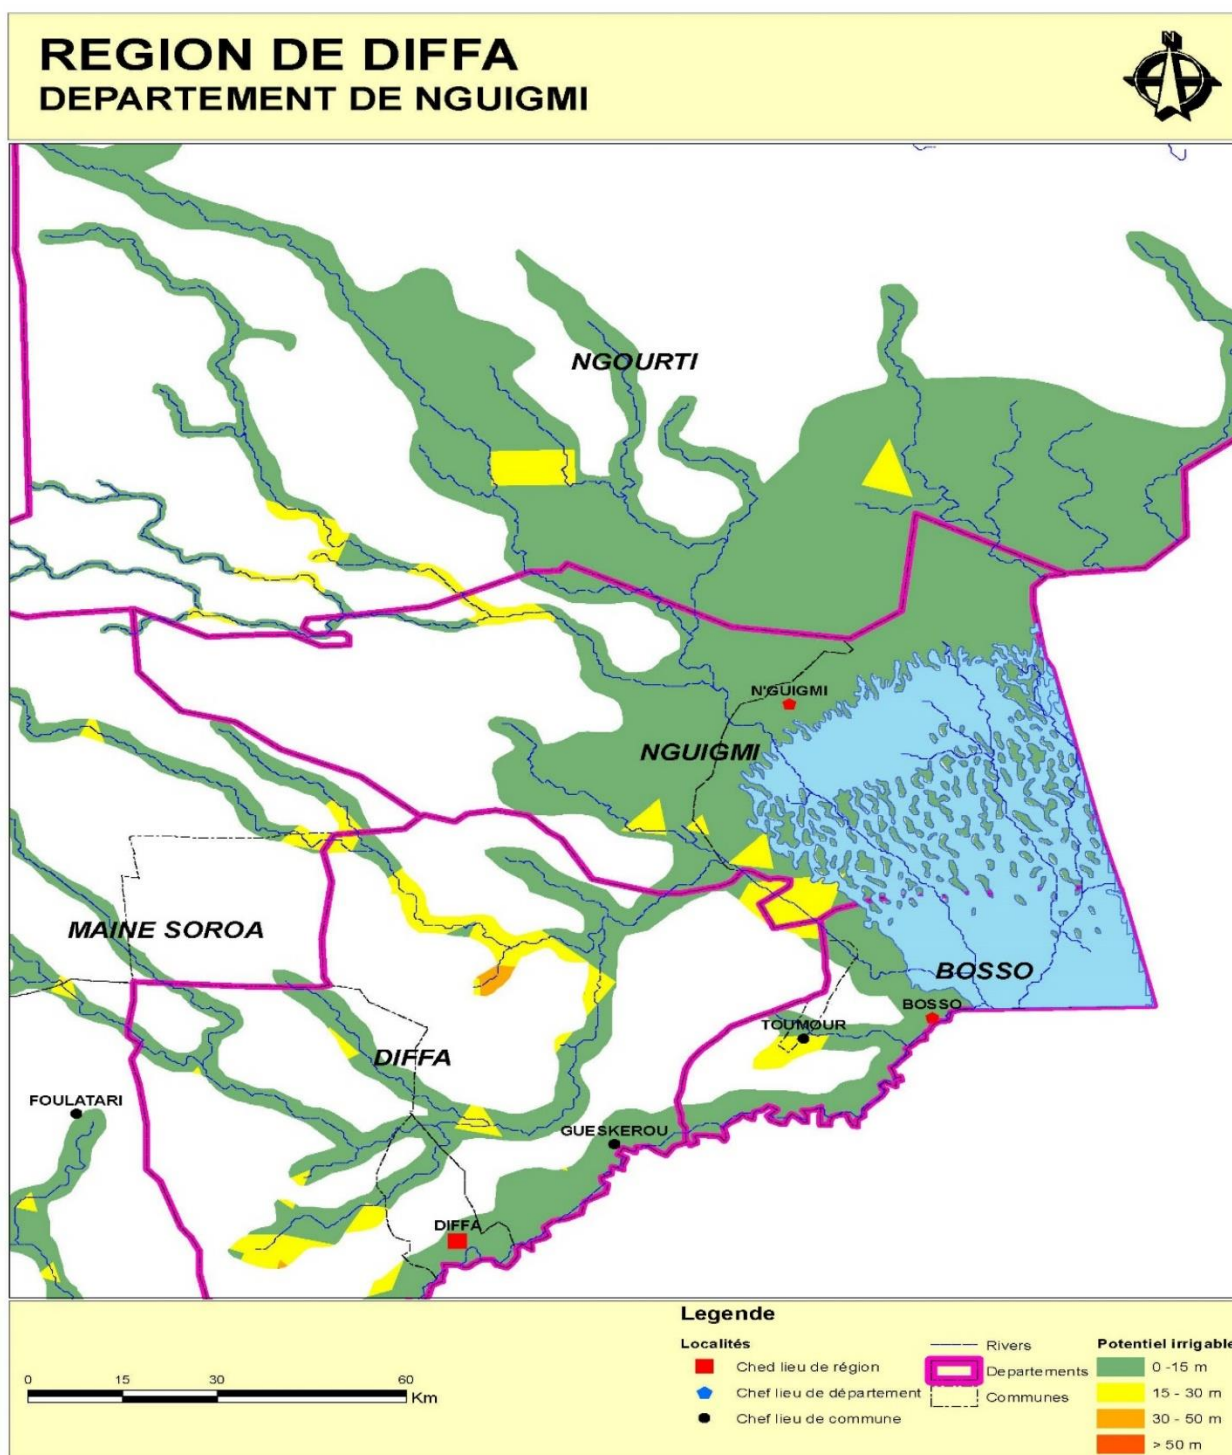 REGION DE DIFFA
DEPARTEMENT DE NGUIGMI
N
NGOURTI
N'GUIGMI
NGUIGMI
MAINE SOROA
BOSSO
BOSSO
TOUMOUR
DIFFA
FOULATARI
GUESKEROU
DIFFA
Legende
Localités
Ched lieu de région
Chef lieu de département
Chef lieu de commune
Rivers
Departements
Communes
Potentiel irrigable
0 -15 m
15 - 30 m
30 - 50 m
> 50 m
0 15 30 60
Km